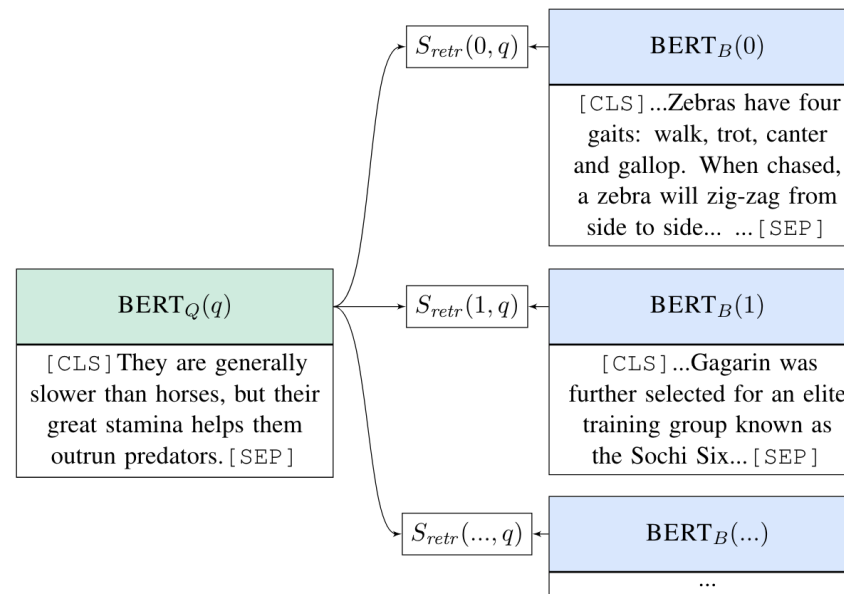 S_retr(0, q)
BERT_B(0)
[CLS]...Zebras have four
gaits: walk, trot, canter
and gallop. When chased,
a zebra will zig-zag from
side to side... ...[SEP]
BERT_Q(q)
[CLS]They are generally
slower than horses, but their
great stamina helps them
outrun predators.[SEP]
S_retr(1, q)
BERT_B(1)
[CLS]...Gagarin was
further selected for an elite
training group known as
the Sochi Six...[SEP]
S_retr(..., q)
BERT_B(...)
...